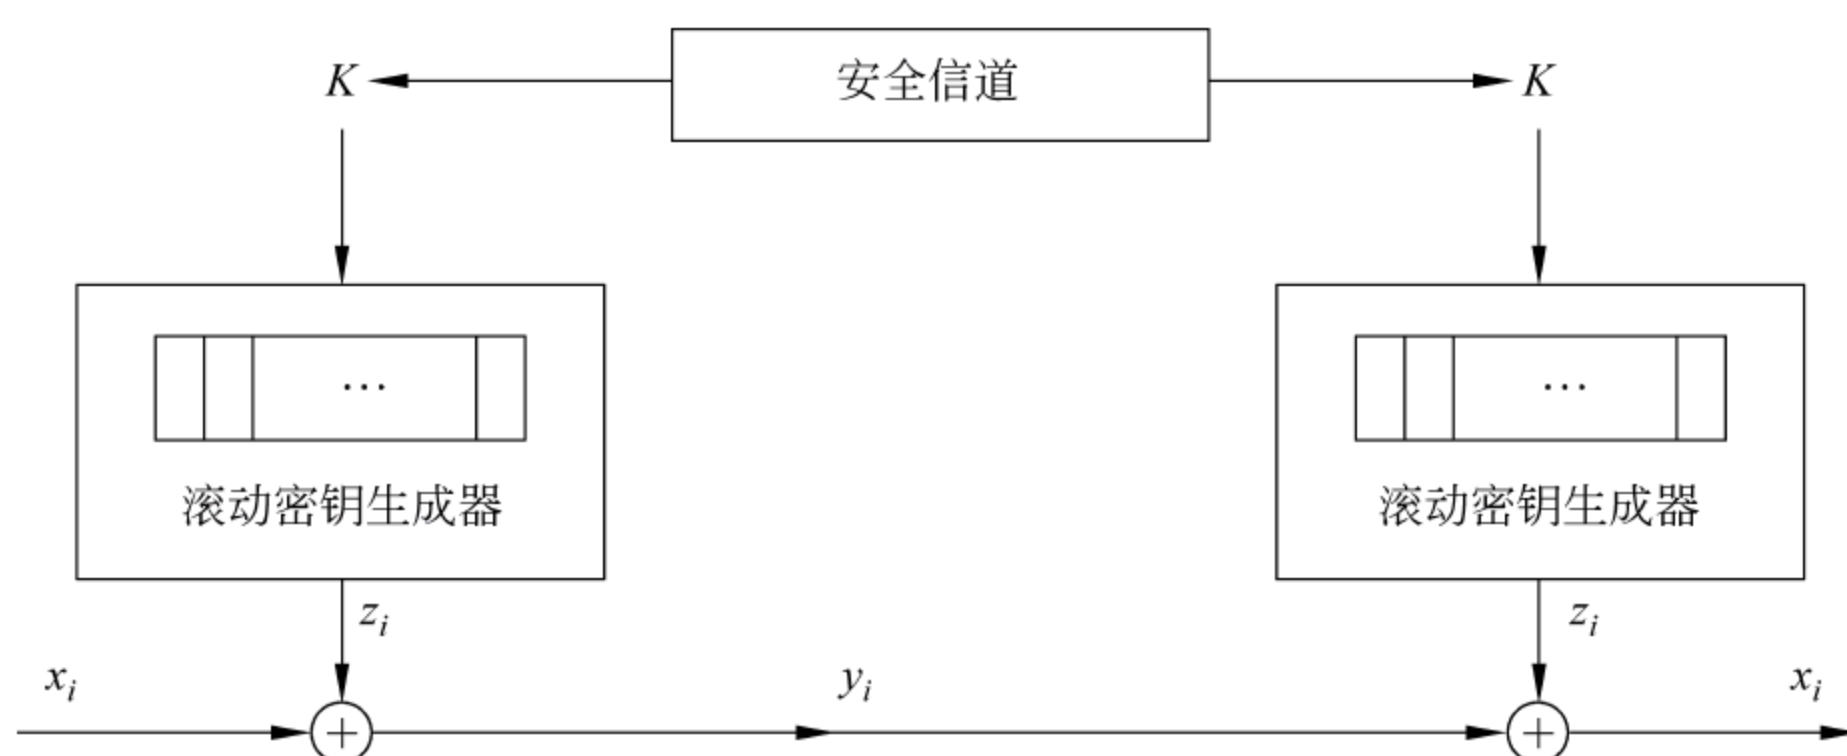 K 安全信道 K
… …
滚动密钥生成器 滚动密钥生成器
z_i z_i
x_i y_i x_i
+ +